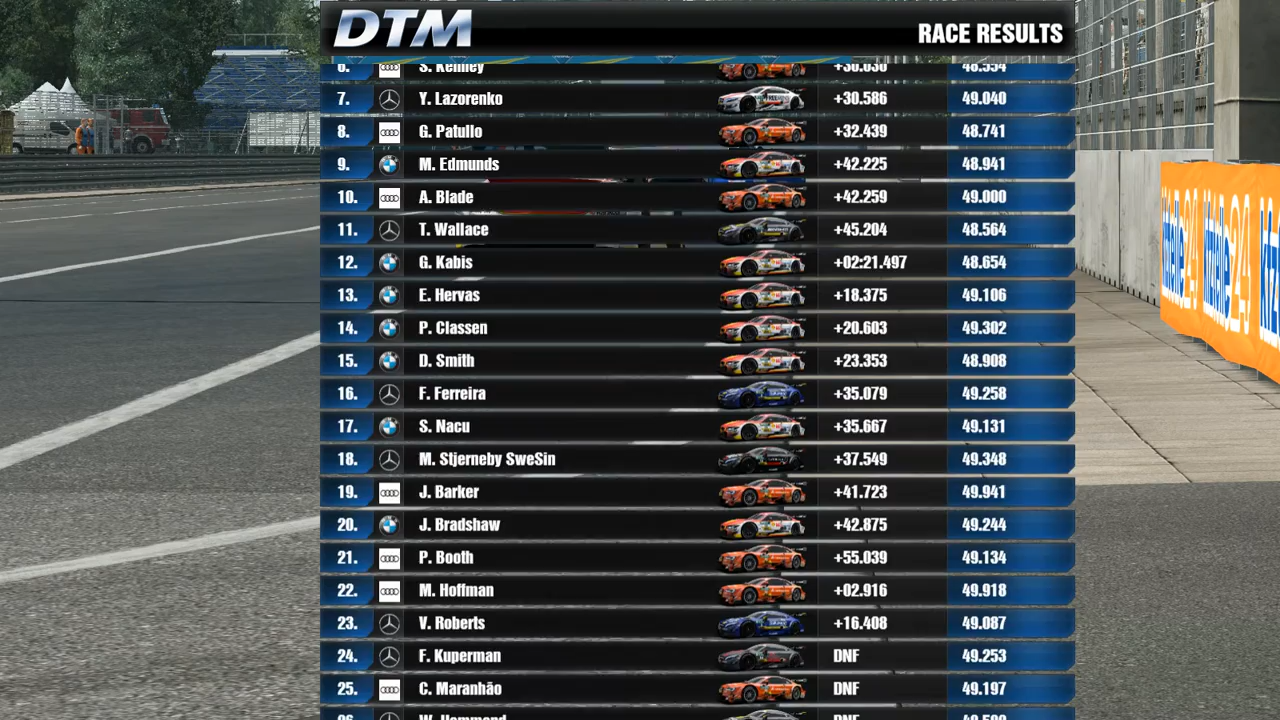 DTM
RACE RESULTS
6. S. Kenney
7. Y. Lazorenko +30.586 49.040
8. G. Patullo +32.439 48.741
9. M. Edmunds +42.225 48.941
10. A. Blade +42.259 49.000
11. T. Wallace +45.204 48.564
12. G. Kabis +02:21.497 48.654
13. E. Hervas +18.375 49.106
14. P. Classen +20.603 49.302
15. D. Smith +23.353 48.908
16. F. Ferreira +35.079 49.258
17. S. Nacu +35.667 49.131
18. M. Stjerneby SweSin +37.549 49.348
19. J. Barker +41.723 49.941
20. J. Bradshaw +42.875 49.244
21. P. Booth +55.039 49.134
22. M. Hoffman +02.916 49.918
23. V. Roberts +16.408 49.087
24. F. Kuperman DNF 49.253
25. C. Maranhão DNF 49.197